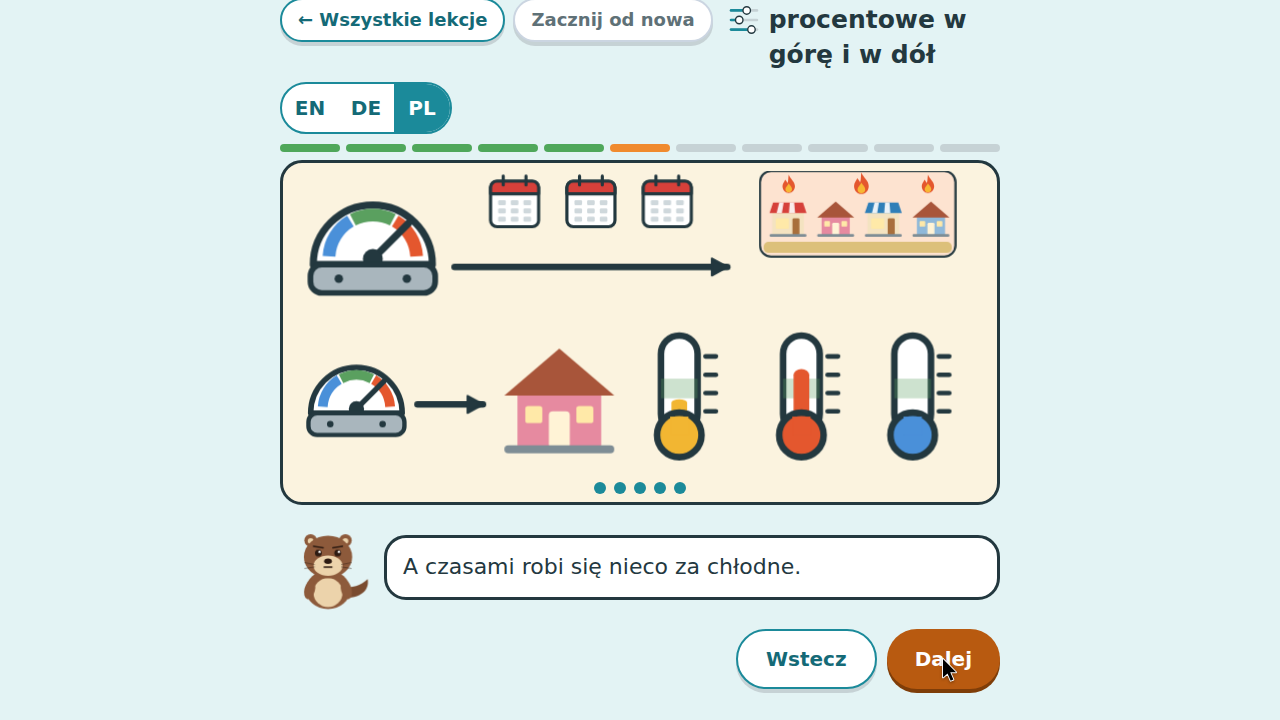 ← Wszystkie lekcje
Zacznij od nowa
procentowe w
górę i w dół
EN DE PL
A czasami robi się nieco za chłodne.
Wstecz
Dalej